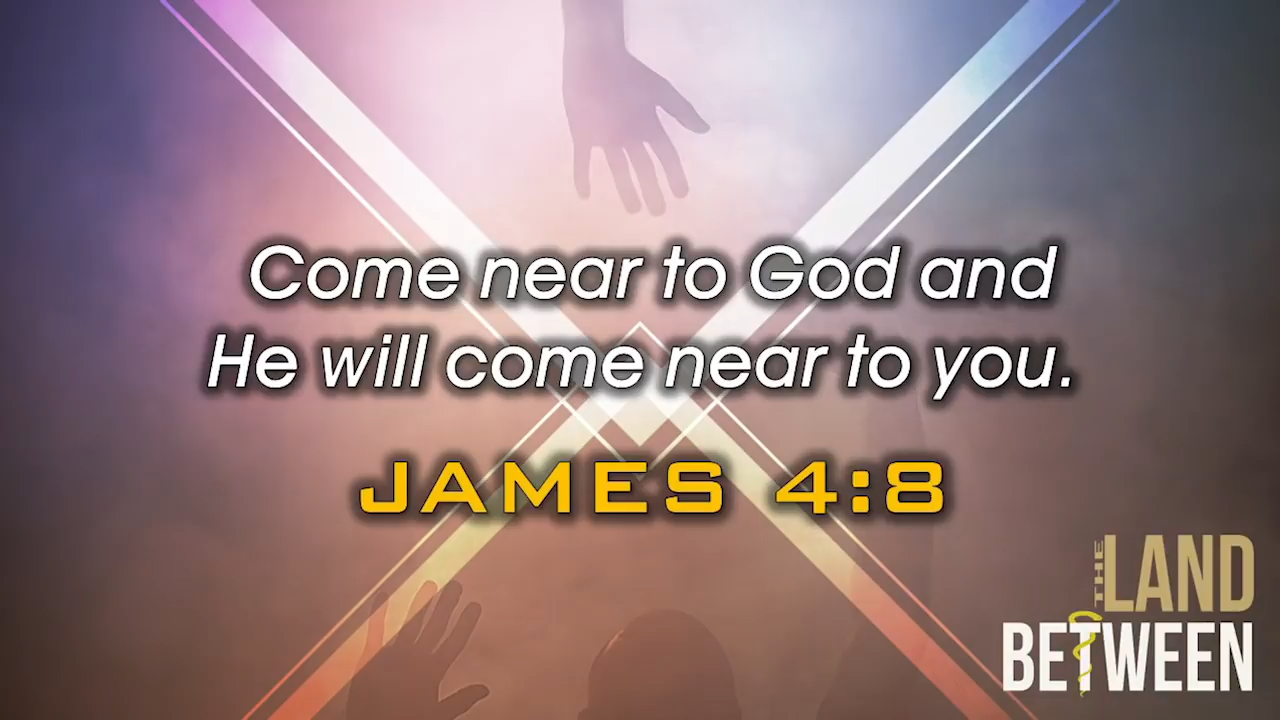 Come near to God and
He will come near to you.
JAMES 4:8
THE LAND
BETWEEN